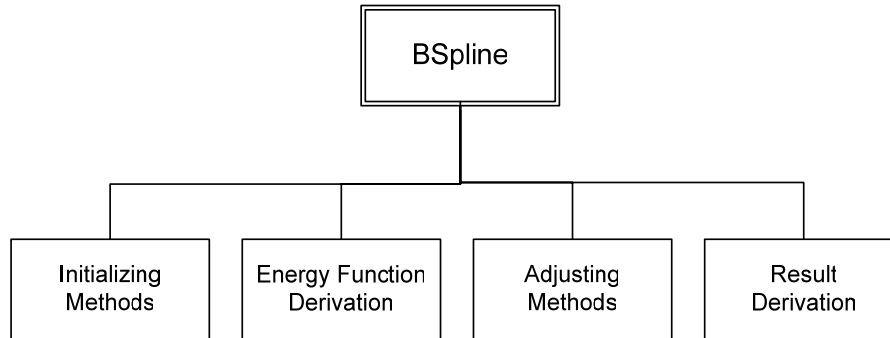 BSpline
Initializing
Methods
Energy Function
Derivation
Adjusting
Methods
Result
Derivation